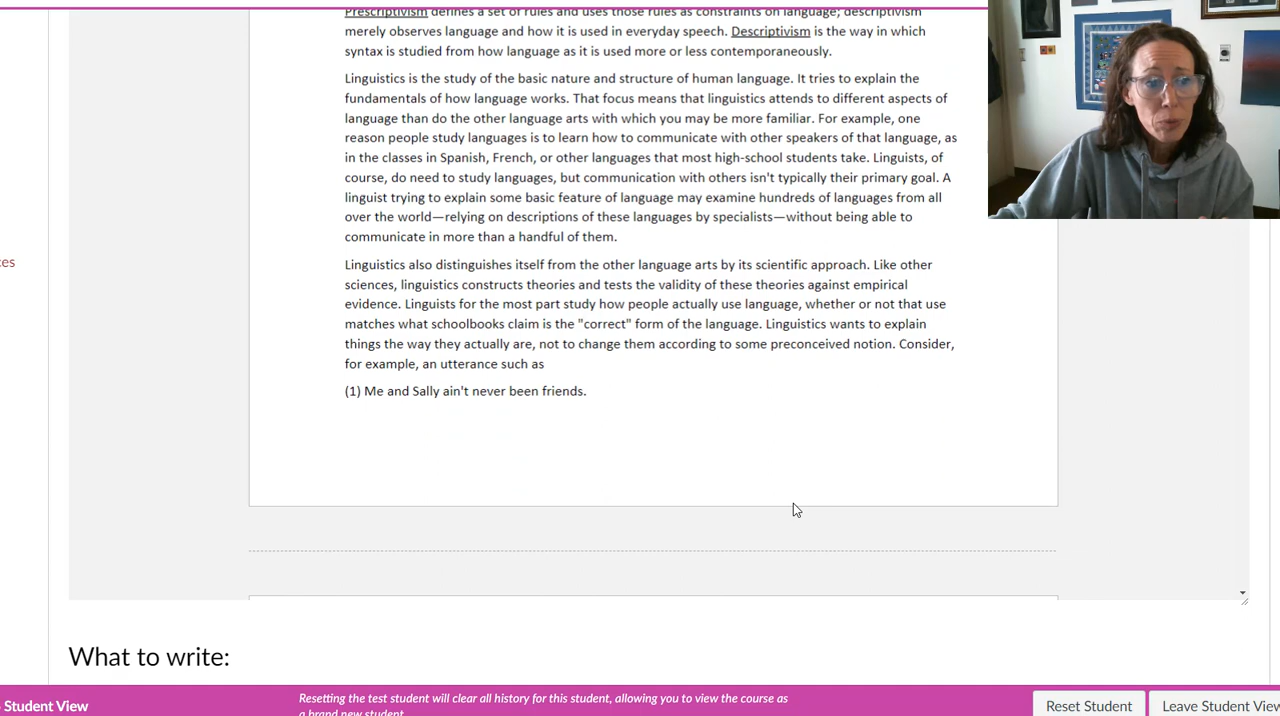 Prescriptivism defines a set of rules and uses those rules as constraints on language; descriptivism
merely observes language and how it is used in everyday speech. Descriptivism is the way in which
syntax is studied from how language as it is used more or less contemporaneously.
Linguistics is the study of the basic nature and structure of human language. It tries to explain the
fundamentals of how language works. That focus means that linguistics attends to different aspects of
language than do the other language arts with which you may be more familiar. For example, one
reason people study languages is to learn how to communicate with other speakers of that language, as
in the classes in Spanish, French, or other languages that most high-school students take. Linguists, of
course, do need to study languages, but communication with others isn't typically their primary goal. A
linguist trying to explain some basic feature of language may examine hundreds of languages from all
over the world—relying on descriptions of these languages by specialists—without being able to
communicate in more than a handful of them.
ces
Linguistics also distinguishes itself from the other language arts by its scientific approach. Like other
sciences, linguistics constructs theories and tests the validity of these theories against empirical
evidence. Linguists for the most part study how people actually use language, whether or not that use
matches what schoolbooks claim is the "correct" form of the language. Linguistics wants to explain
things the way they actually are, not to change them according to some preconceived notion. Consider,
for example, an utterance such as
(1) Me and Sally ain't never been friends.
What to write:
Student View
Resetting the test student will clear all history for this student, allowing you to view the course as
a brand new student.
Reset Student
Leave Student View